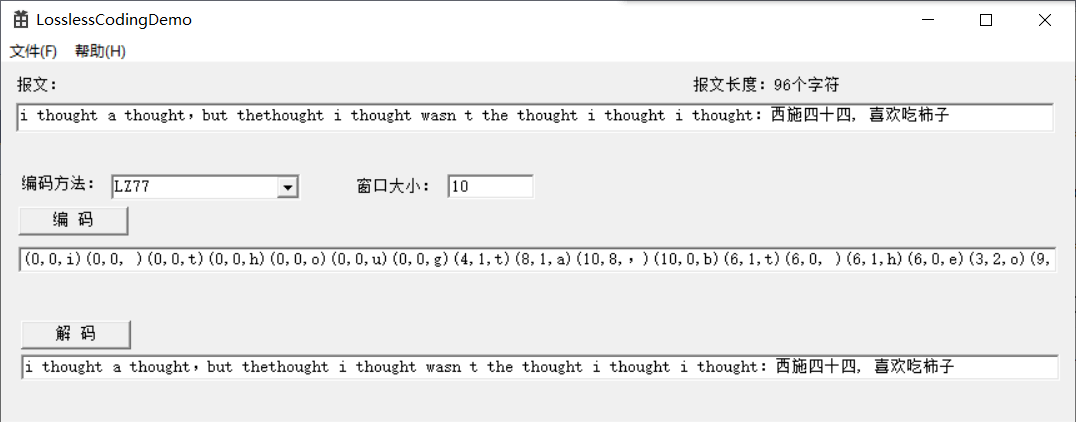 LosslessCodingDemo
文件(F) 帮助(H)
报文: 报文长度: 96个字符
i thought a thought，but thethought i thought wasn t the thought i thought i thought：西施四十四, 喜欢吃柿子
编码方法: LZ77 窗口大小: 10
编 码
(0,0,i)(0,0, )(0,0,t)(0,0,h)(0,0,o)(0,0,u)(0,0,g)(4,1,t)(8,1,a)(10,8,，)(10,0,b)(6,1,t)(6,0, )(6,1,h)(6,0,e)(3,2,o)(9,
解 码
i thought a thought，but thethought i thought wasn t the thought i thought i thought：西施四十四, 喜欢吃柿子